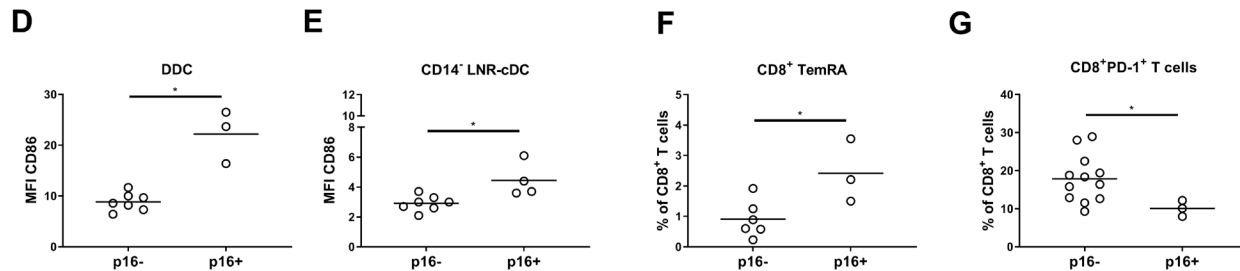 D
DDC
*
MFI CD86
30
20
10
0
p16-
p16+
E
CD14⁻ LNR-cDC
*
MFI CD86
12
10
8
6
4
2
0
p16-
p16+
F
CD8⁺ TemRA
*
% of CD8⁺ T cells
5
4
3
2
1
0
p16-
p16+
G
CD8⁺PD-1⁺ T cells
*
% of CD8⁺ T cells
40
30
20
10
0
p16-
p16+